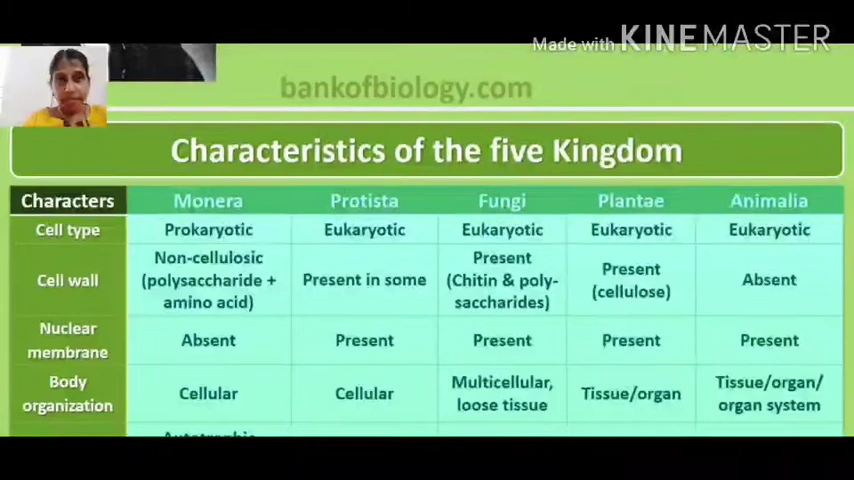 Made with KINEMASTER
bankofbiology.com
Characteristics of the five Kingdom
Characters Monera Protista Fungi Plantae Animalia
Cell type Prokaryotic Eukaryotic Eukaryotic Eukaryotic Eukaryotic
Cell wall
Non-cellulosic
(polysaccharide +
amino acid)
Present in some
Present
(Chitin & poly-
saccharides)
Present
(cellulose)
Absent
Nuclear
membrane
Absent Present Present Present Present
Body
organization
Cellular Cellular
Multicellular,
loose tissue
Tissue/organ
Tissue/organ/
organ system
Autotrophic